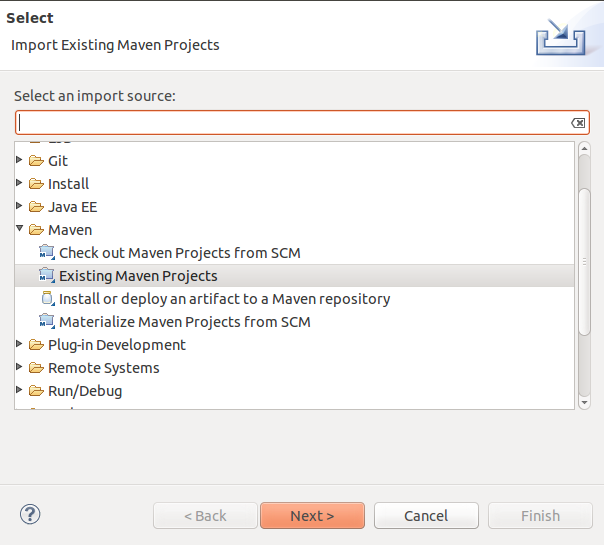 Select
Import Existing Maven Projects
Select an import source:
Git
Install
Java EE
Maven
Check out Maven Projects from SCM
Existing Maven Projects
Install or deploy an artifact to a Maven repository
Materialize Maven Projects from SCM
Plug-in Development
Remote Systems
Run/Debug
< Back
Next >
Cancel
Finish